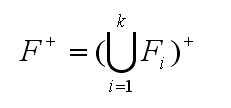 F⁺ = (⋃ᵢ₌₁ᵏ Fᵢ)⁺